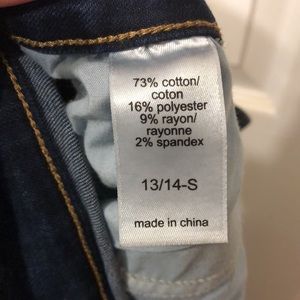 73% cotton/
coton
16% polyester
9% rayon/
rayonne
2% spandex
13/14-S
made in china